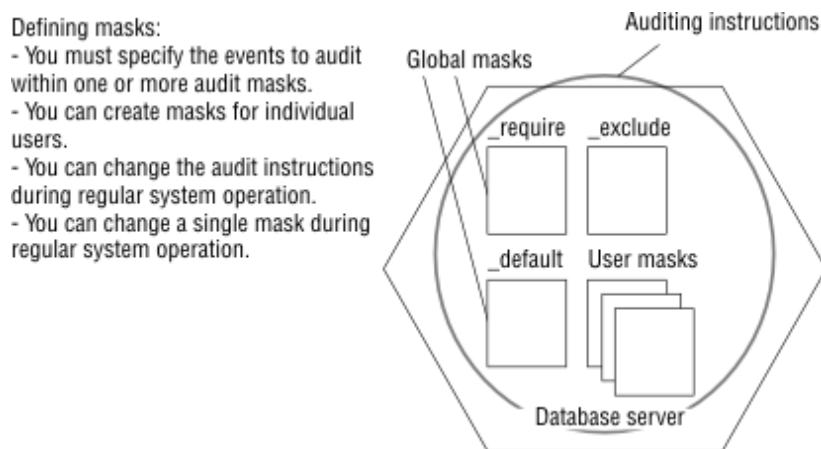 Defining masks:
- You must specify the events to audit
within one or more audit masks.
- You can create masks for individual
users.
- You can change the audit instructions
during regular system operation.
- You can change a single mask during
regular system operation.
Auditing instructions
Global masks
_require
_exclude
_default
User masks
Database server